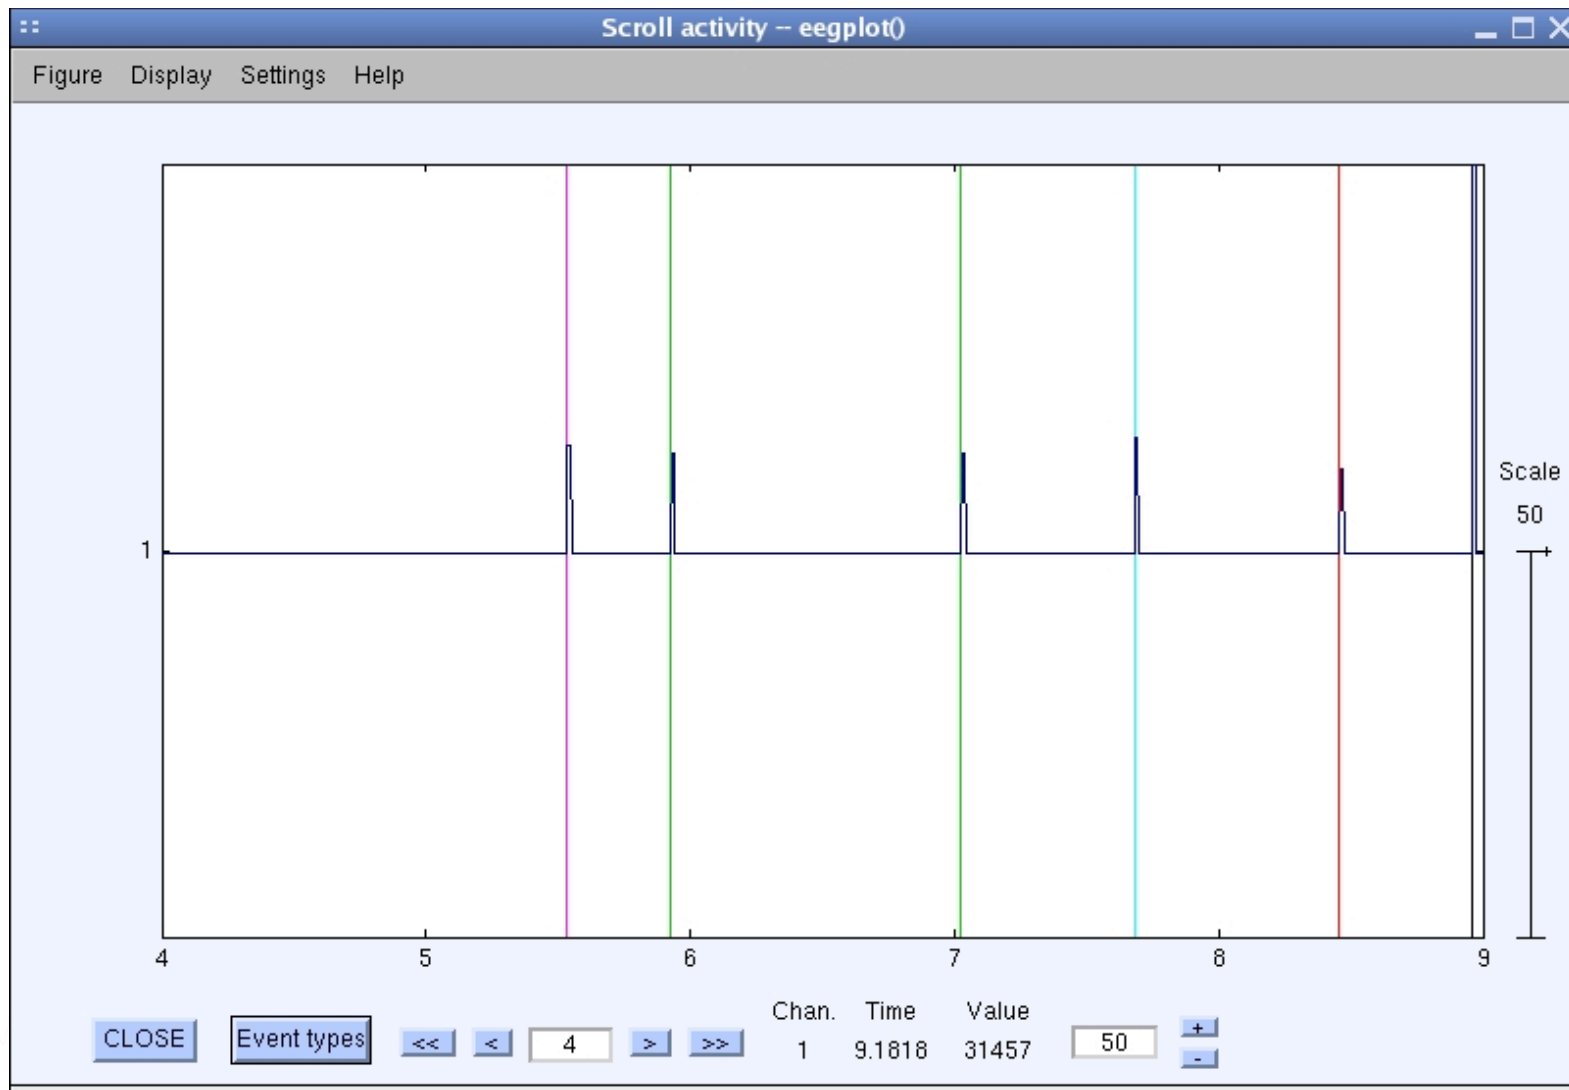 Scroll activity -- eegplot()
Figure Display Settings Help
Scale
50
1
4 5 6 7 8 9
Chan. Time Value
CLOSE Event types << < 4 > >> 1 9.1818 31457 50 + -